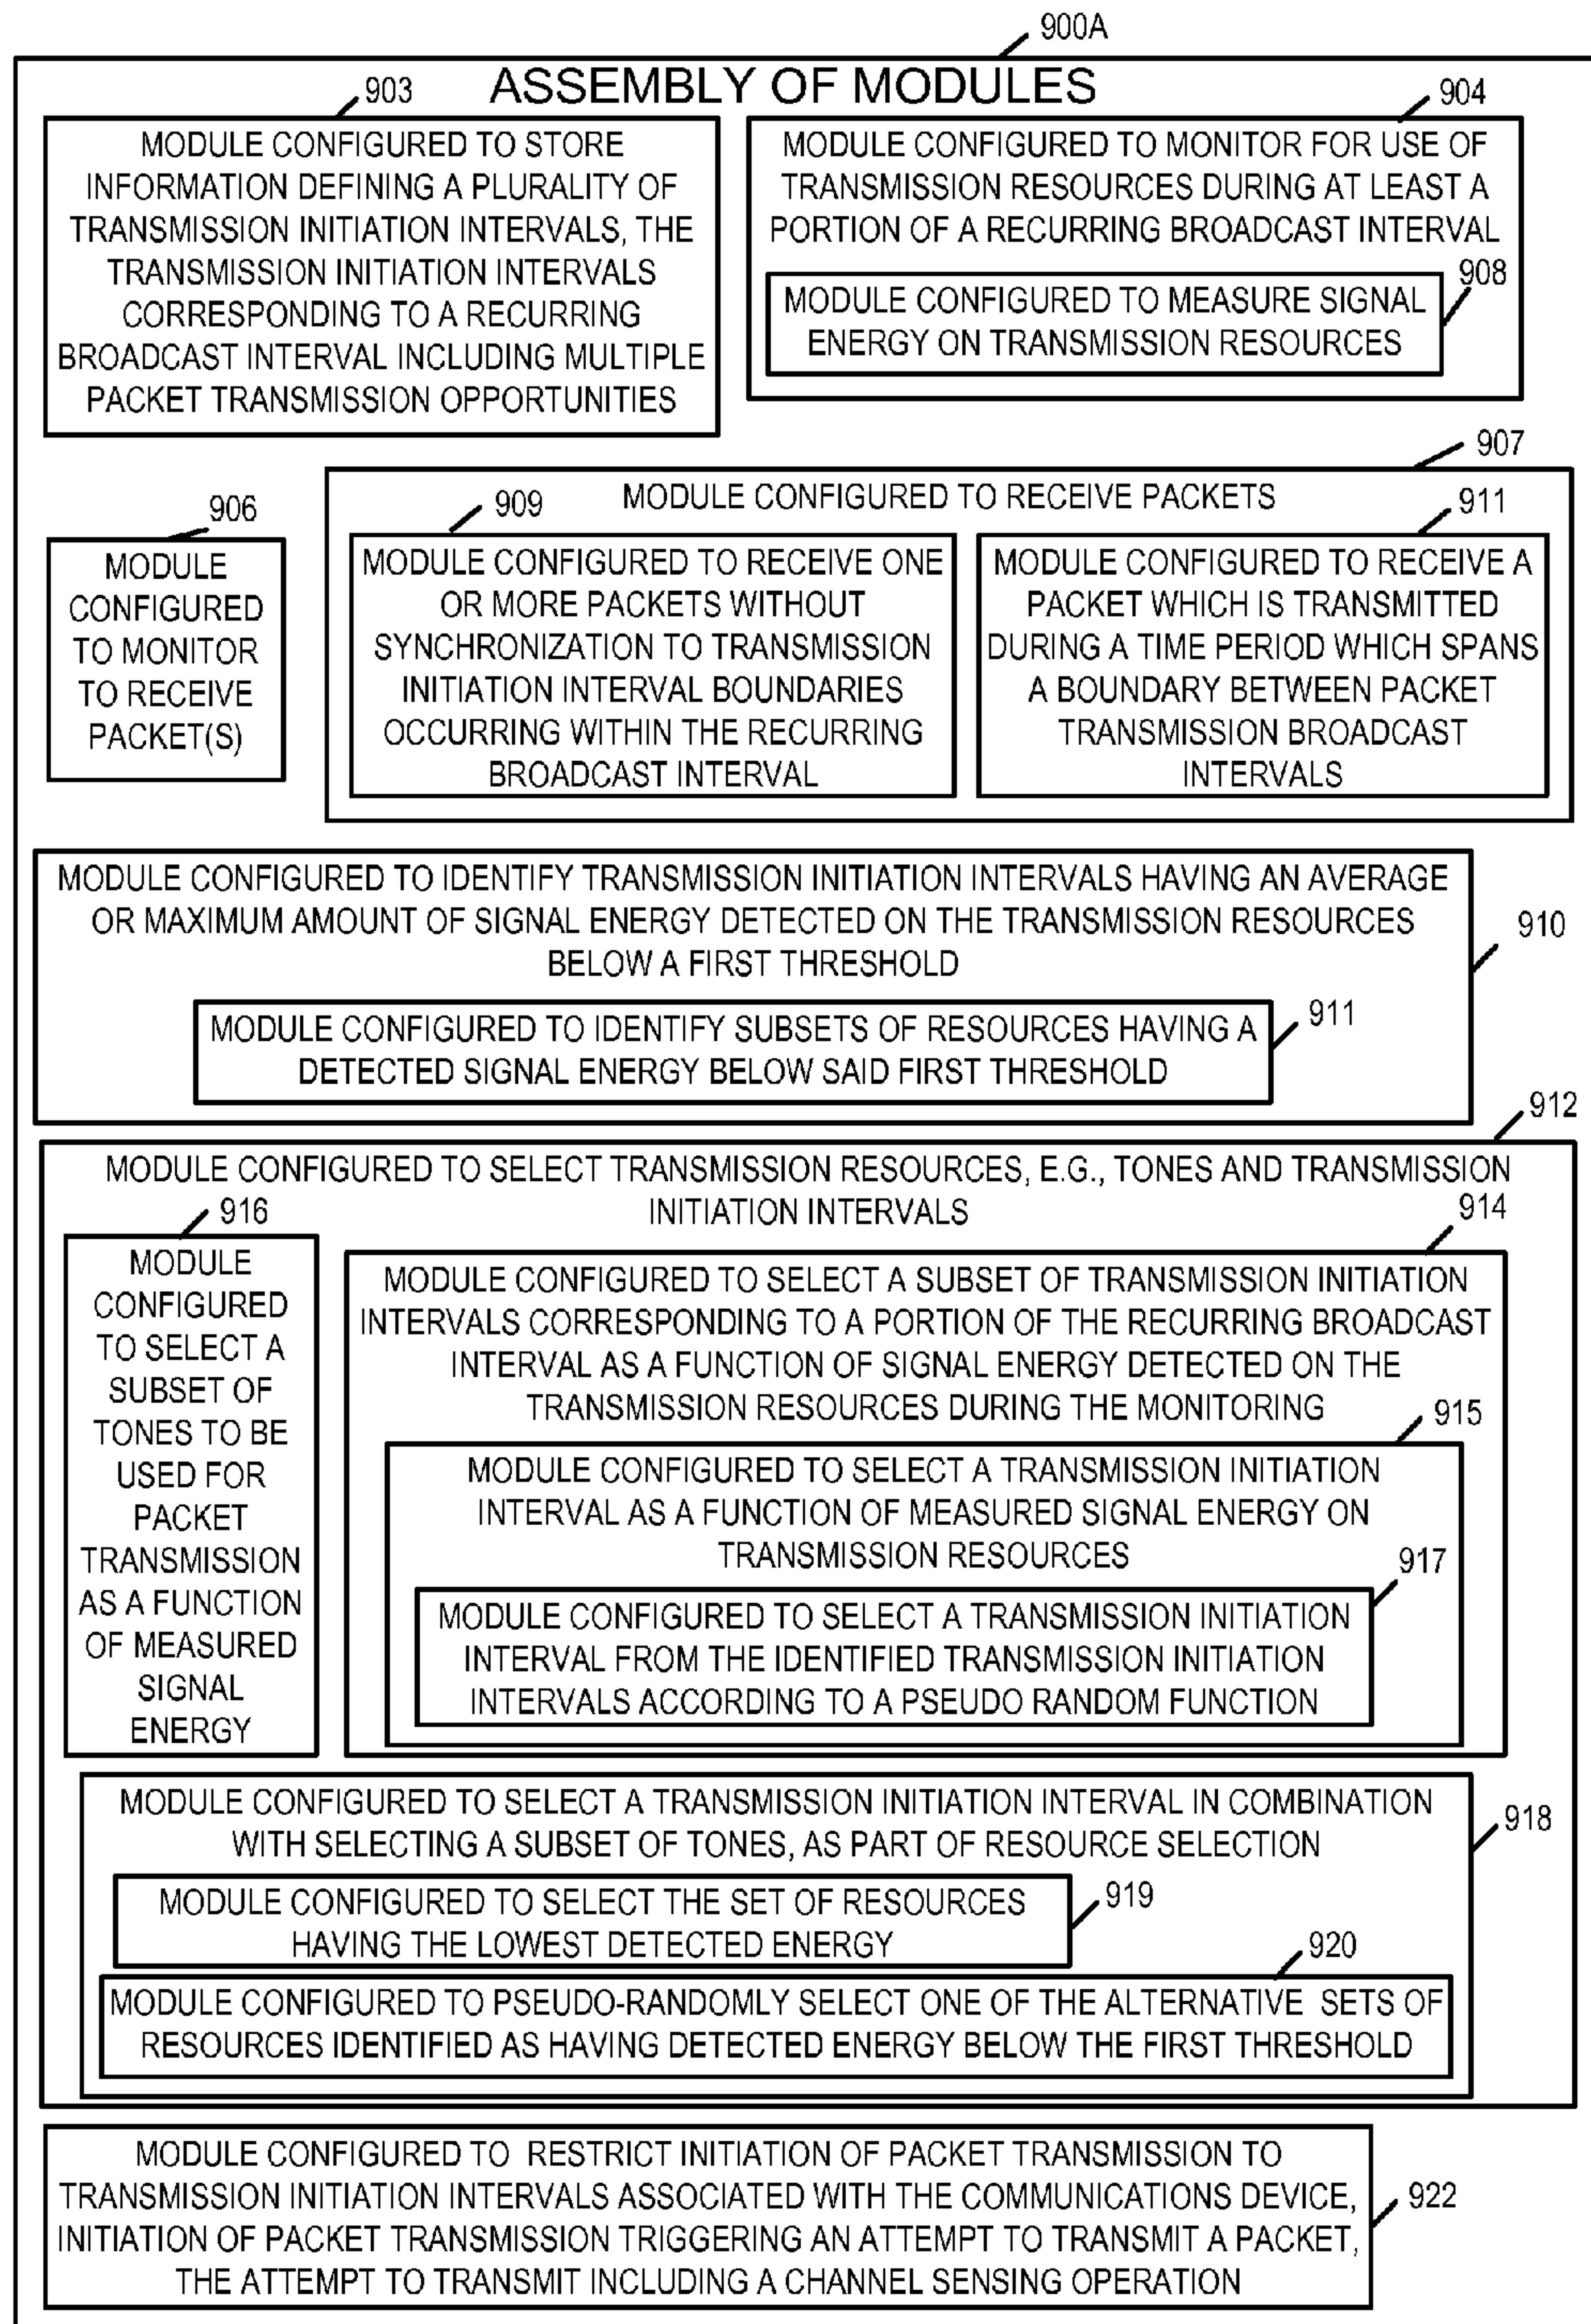 900A
ASSEMBLY OF MODULES
903
MODULE CONFIGURED TO STORE
INFORMATION DEFINING A PLURALITY OF
TRANSMISSION INITIATION INTERVALS, THE
TRANSMISSION INITIATION INTERVALS
CORRESPONDING TO A RECURRING
BROADCAST INTERVAL INCLUDING MULTIPLE
PACKET TRANSMISSION OPPORTUNITIES
904
MODULE CONFIGURED TO MONITOR FOR USE OF
TRANSMISSION RESOURCES DURING AT LEAST A
PORTION OF A RECURRING BROADCAST INTERVAL
908
MODULE CONFIGURED TO MEASURE SIGNAL
ENERGY ON TRANSMISSION RESOURCES
906
MODULE
CONFIGURED
TO MONITOR
TO RECEIVE
PACKET(S)
907
MODULE CONFIGURED TO RECEIVE PACKETS
909
MODULE CONFIGURED TO RECEIVE ONE
OR MORE PACKETS WITHOUT
SYNCHRONIZATION TO TRANSMISSION
INITIATION INTERVAL BOUNDARIES
OCCURRING WITHIN THE RECURRING
BROADCAST INTERVAL
911
MODULE CONFIGURED TO RECEIVE A
PACKET WHICH IS TRANSMITTED
DURING A TIME PERIOD WHICH SPANS
A BOUNDARY BETWEEN PACKET
TRANSMISSION BROADCAST
INTERVALS
MODULE CONFIGURED TO IDENTIFY TRANSMISSION INITIATION INTERVALS HAVING AN AVERAGE
OR MAXIMUM AMOUNT OF SIGNAL ENERGY DETECTED ON THE TRANSMISSION RESOURCES
BELOW A FIRST THRESHOLD
910
MODULE CONFIGURED TO IDENTIFY SUBSETS OF RESOURCES HAVING A
DETECTED SIGNAL ENERGY BELOW SAID FIRST THRESHOLD
911
912
MODULE CONFIGURED TO SELECT TRANSMISSION RESOURCES, E.G., TONES AND TRANSMISSION
INITIATION INTERVALS
916
MODULE
CONFIGURED
TO SELECT A
SUBSET OF
TONES TO BE
USED FOR
PACKET
TRANSMISSION
AS A FUNCTION
OF MEASURED
SIGNAL
ENERGY
914
MODULE CONFIGURED TO SELECT A SUBSET OF TRANSMISSION INITIATION
INTERVALS CORRESPONDING TO A PORTION OF THE RECURRING BROADCAST
INTERVAL AS A FUNCTION OF SIGNAL ENERGY DETECTED ON THE
TRANSMISSION RESOURCES DURING THE MONITORING
915
MODULE CONFIGURED TO SELECT A TRANSMISSION INITIATION
INTERVAL AS A FUNCTION OF MEASURED SIGNAL ENERGY ON
TRANSMISSION RESOURCES
917
MODULE CONFIGURED TO SELECT A TRANSMISSION INITIATION
INTERVAL FROM THE IDENTIFIED TRANSMISSION INITIATION
INTERVALS ACCORDING TO A PSEUDO RANDOM FUNCTION
MODULE CONFIGURED TO SELECT A TRANSMISSION INITIATION INTERVAL IN COMBINATION
WITH SELECTING A SUBSET OF TONES, AS PART OF RESOURCE SELECTION
918
MODULE CONFIGURED TO SELECT THE SET OF RESOURCES
HAVING THE LOWEST DETECTED ENERGY
919
920
MODULE CONFIGURED TO PSEUDO-RANDOMLY SELECT ONE OF THE ALTERNATIVE SETS OF
RESOURCES IDENTIFIED AS HAVING DETECTED ENERGY BELOW THE FIRST THRESHOLD
MODULE CONFIGURED TO RESTRICT INITIATION OF PACKET TRANSMISSION TO
TRANSMISSION INITIATION INTERVALS ASSOCIATED WITH THE COMMUNICATIONS DEVICE,
INITIATION OF PACKET TRANSMISSION TRIGGERING AN ATTEMPT TO TRANSMIT A PACKET,
THE ATTEMPT TO TRANSMIT INCLUDING A CHANNEL SENSING OPERATION
922